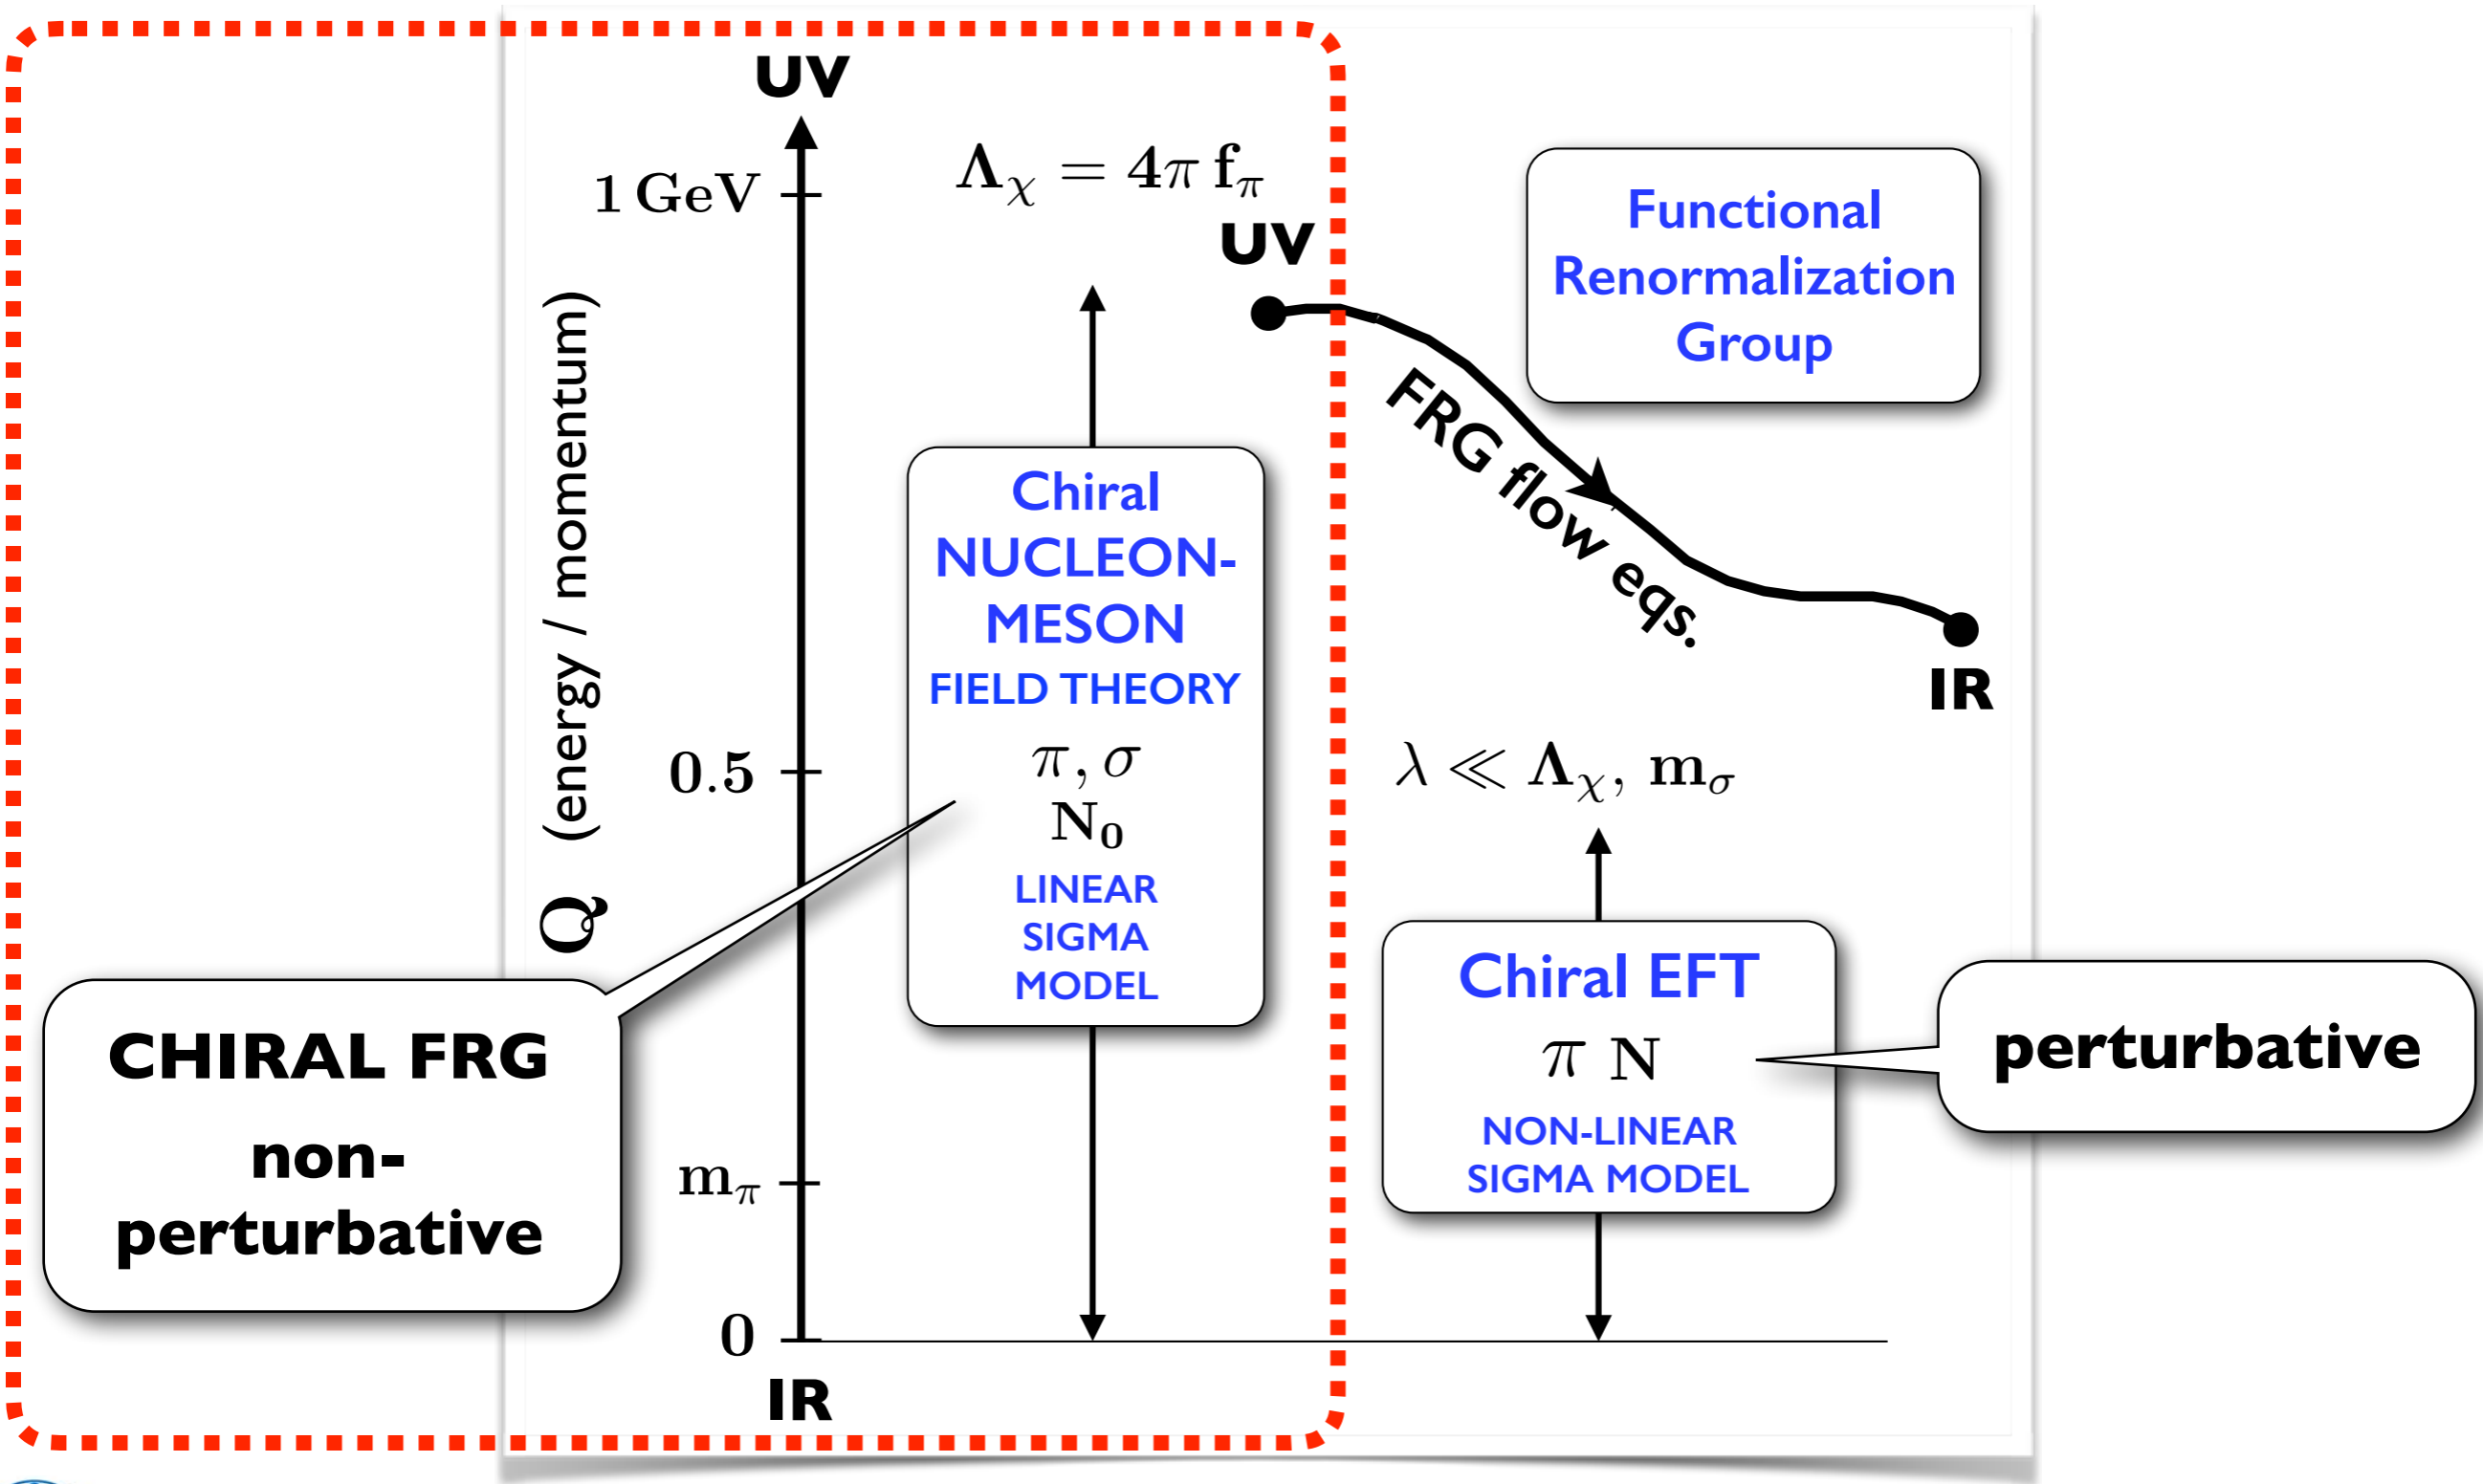 UV
1 GeV
Λχ = 4π fπ
UV
Functional
Renormalization
Group
Q (energy / momentum)
FRG flow eqs.
Chiral
NUCLEON-
MESON
FIELD THEORY
π, σ
N₀
LINEAR
SIGMA
MODEL
IR
0.5
λ ≪ Λχ, mσ
Chiral EFT
π N
NON-LINEAR
SIGMA MODEL
perturbative
CHIRAL FRG
non-
perturbative
mπ
0
IR